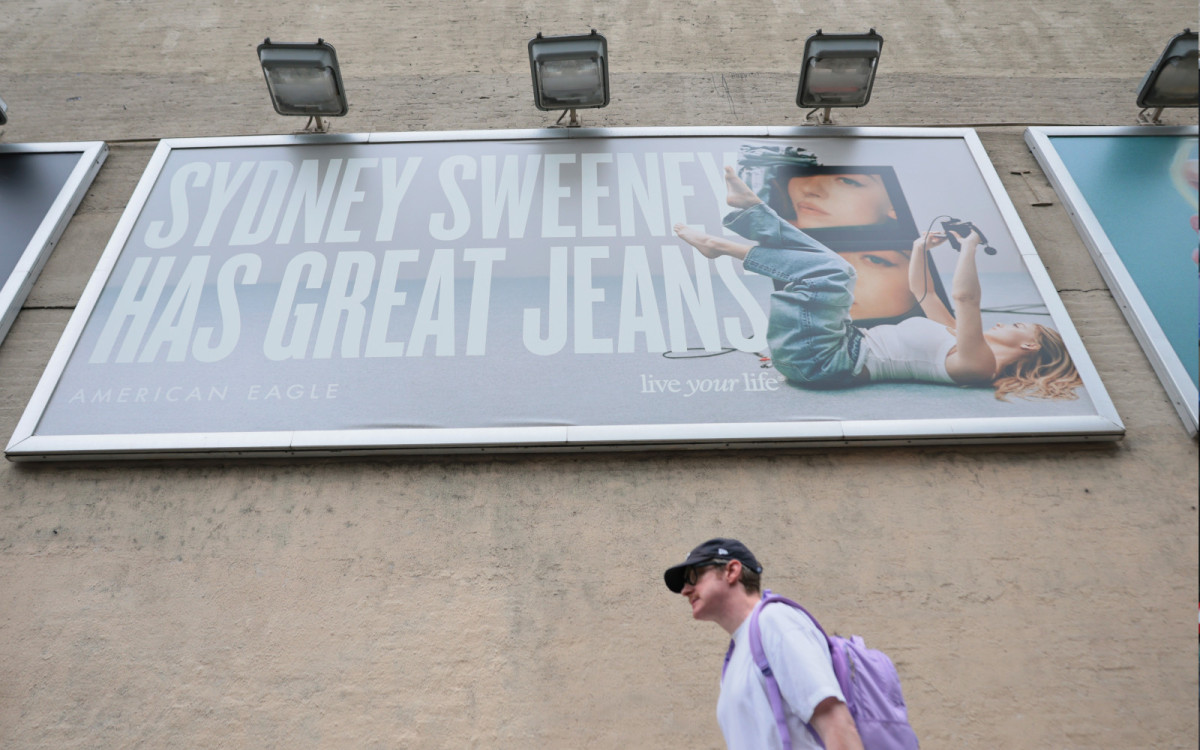 SYDNEY SWEENEY
HAS GREAT JEANS
AMERICAN EAGLE
live your life